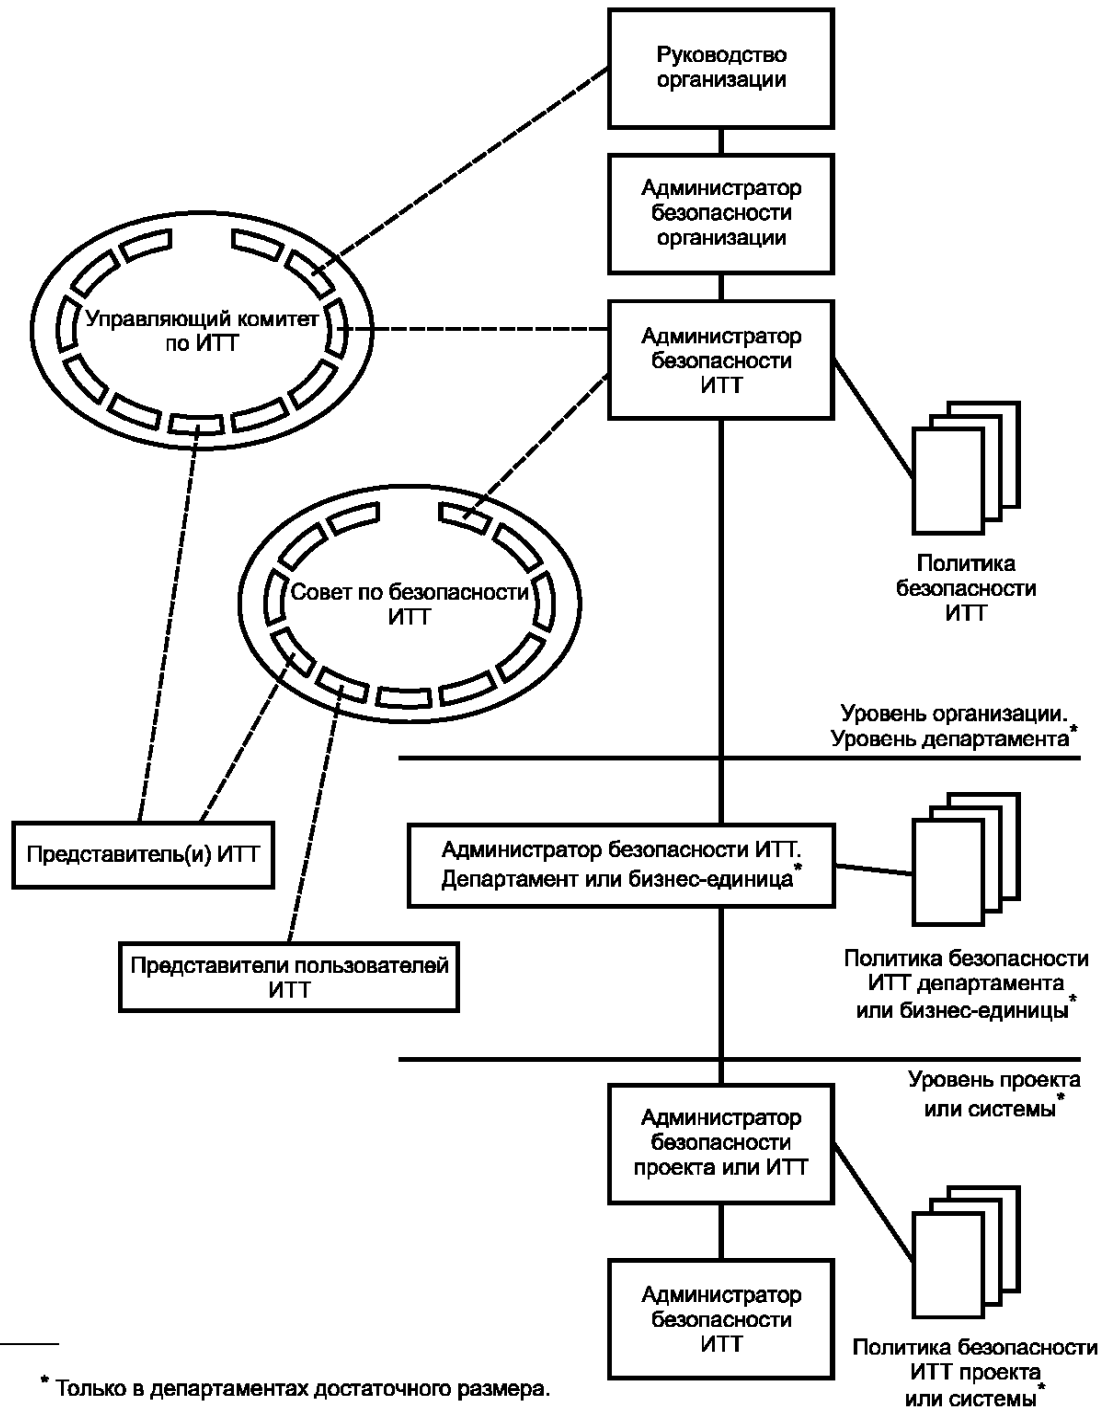 Руководство
организации
Администратор
безопасности
организации
Управляющий комитет
по ИТТ
Администратор
безопасности
ИТТ
Политика
безопасности
ИТТ
Совет по безопасности
ИТТ
Уровень организации.
Уровень департамента*
Представитель(и) ИТТ
Администратор безопасности ИТТ.
Департамент или бизнес-единица*
Представители пользователей
ИТТ
Политика безопасности
ИТТ департамента
или бизнес-единицы*
Уровень проекта
или системы*
Администратор
безопасности
проекта или ИТТ
Администратор
безопасности
ИТТ
Политика безопасности
ИТТ проекта
или системы*
* Только в департаментах достаточного размера.